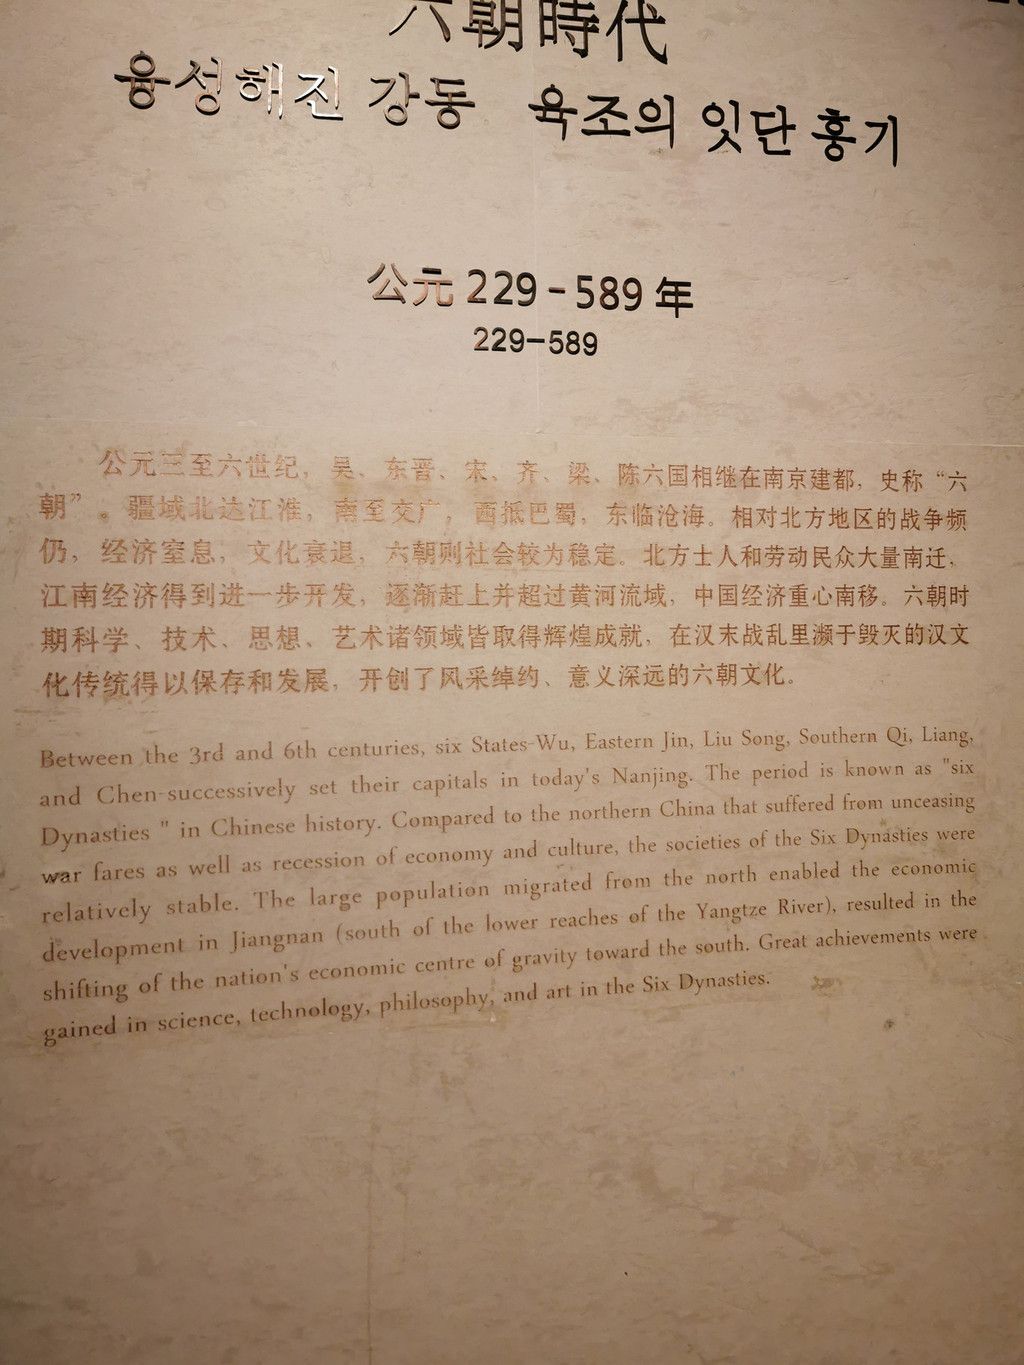 六朝時代
융성해진 강동 육조의 잇단 흥기
公元 229-589 年
229-589
公元三至六世纪，吴、东晋、宋、齐、梁、陈六国相继在南京建都，史称“六
朝”。疆域北达江淮，南至交广，西抵巴蜀，东临沧海。相对北方地区的战争频
仍，经济窒息，文化衰退，六朝则社会较为稳定。北方士人和劳动民众大量南迁，
江南经济得到进一步开发，逐渐赶上并超过黄河流域，中国经济重心南移。六朝时
期科学、技术、思想、艺术诸领域皆取得辉煌成就，在汉末战乱里濒于毁灭的汉文
化传统得以保存和发展，开创了风采绰约、意义深远的六朝文化。
Between the 3rd and 6th centuries, six States-Wu, Eastern Jin, Liu Song, Southern Qi, Liang,
and Chen-successively set their capitals in today's Nanjing. The period is known as "six
Dynasties " in Chinese history. Compared to the northern China that suffered from unceasing
war fares as well as recession of economy and culture, the societies of the Six Dynasties were
relatively stable. The large population migrated from the north enabled the economic
development in Jiangnan (south of the lower reaches of the Yangtze River), resulted in the
shifting of the nation's economic centre of gravity toward the south. Great achievements were
gained in science, technology, philosophy, and art in the Six Dynasties.